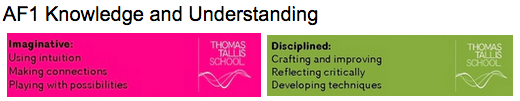 AF1 Knowledge and Understanding
Imaginative:
Using intuition
Making connections
Playing with possibilities
THOMAS
TALLIS
SCHOOL
Disciplined:
Crafting and improving
Reflecting critically
Developing techniques
THOMAS
TALLIS
SCHOOL